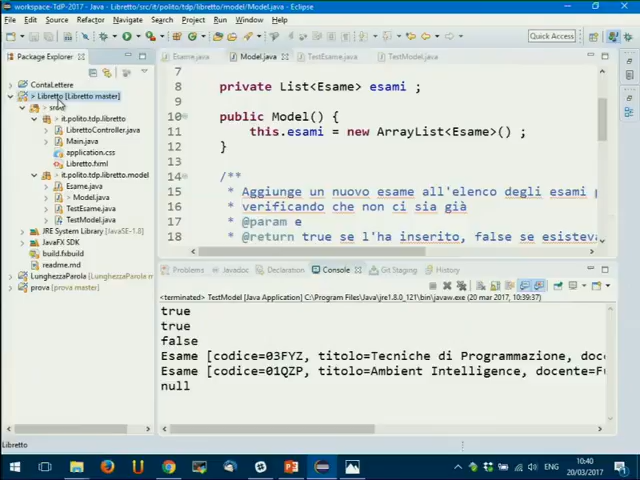 workspace-TdP-2017 - Java - Libretto/src/it/polito/tdp/libretto/model/Model.java - Eclipse
File Edit Source Refactor Navigate Search Project Run Window Help
Quick Access
Package Explorer
Esame.java Model.java TestEsame.java TestModel.java
ContaLettere
> Libretto [Libretto master]
> src
> it.polito.tdp.libretto
LibrettoController.java
Main.java
application.css
Libretto.fxml
> it.polito.tdp.libretto.model
Esame.java
> Model.java
TestEsame.java
TestModel.java
JRE System Library [JavaSE-1.8]
JavaFX SDK
build.fxbuild
readme.md
LunghezzaParola [LunghezzaParola m
prova [prova master]
7
8 private List<Esame> esami ;
9
10 public Model() {
11 this.esami = new ArrayList<Esame>() ;
12 }
13
14 /**
15 * Aggiunge un nuovo esame all'elenco degli esami p
16 * verificando che non ci sia già
17 * @param e
18 * @return true se l'ha inserito, false se esisteva
Problems Javadoc Declaration Console Git Staging History
<terminated> TestModel [Java Application] C:\Program Files\Java\jre1.8.0_121\bin\javaw.exe (20 mar 2017, 10:39:37)
true
true
false
Esame [codice=03FYZ, titolo=Tecniche di Programmazione, doce
Esame [codice=01QZP, titolo=Ambient Intelligence, docente=Fu
null
Libretto
ENG
10:40
20/03/2017